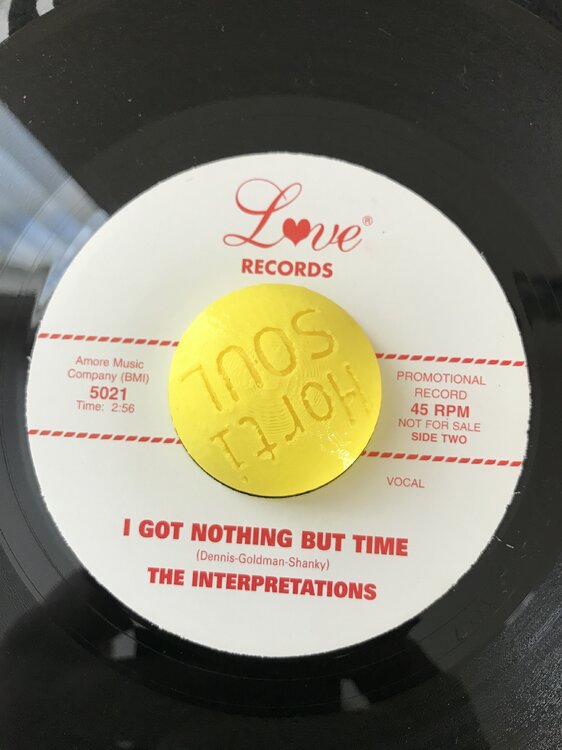 Love®
RECORDS
Horti
SOUL
Amore Music
Company (BMI)
5021
Time: 2:56
PROMOTIONAL
RECORD
45 RPM
NOT FOR SALE
SIDE TWO
VOCAL
I GOT NOTHING BUT TIME
(Dennis-Goldman-Shanky)
THE INTERPRETATIONS